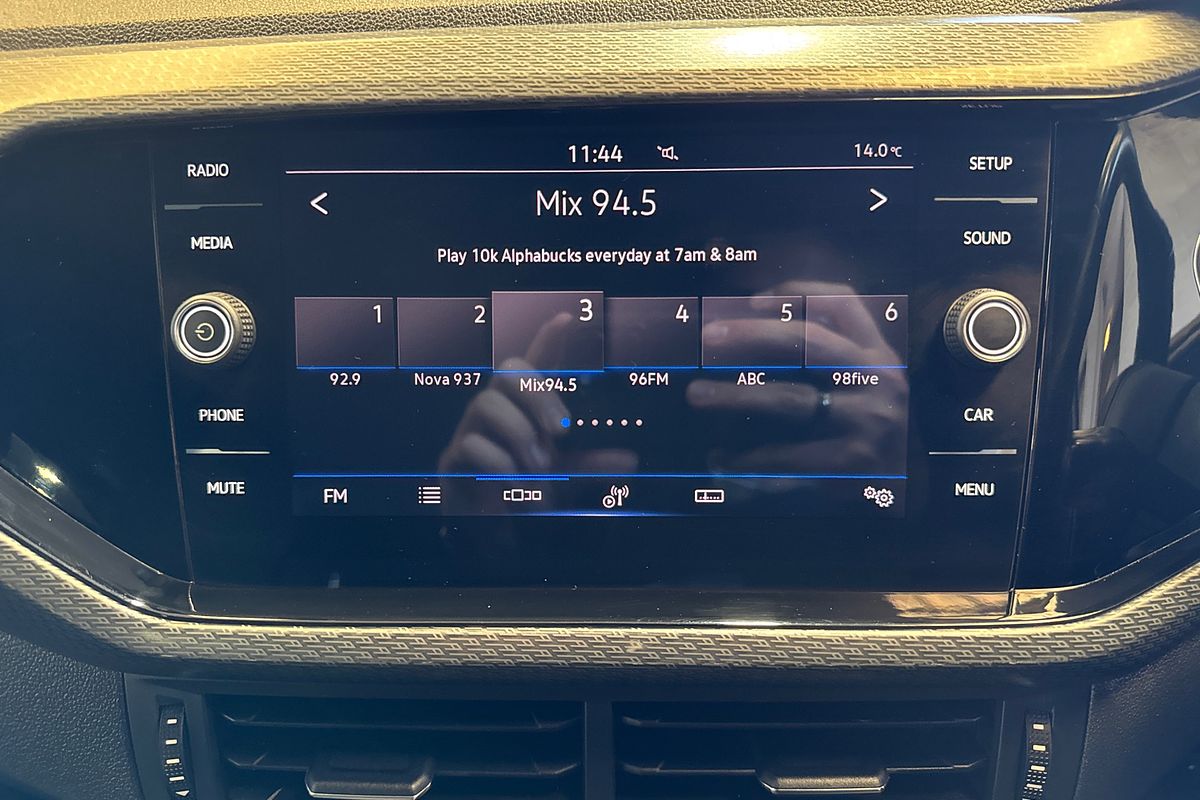 RADIO
MEDIA
PHONE
MUTE
11:44
14.0°C
Mix 94.5
Play 10k Alphabucks everyday at 7am & 8am
1 2 3 4 5 6
92.9 Nova 937 Mix94.5 96FM ABC 98five
FM
SETUP
SOUND
CAR
MENU